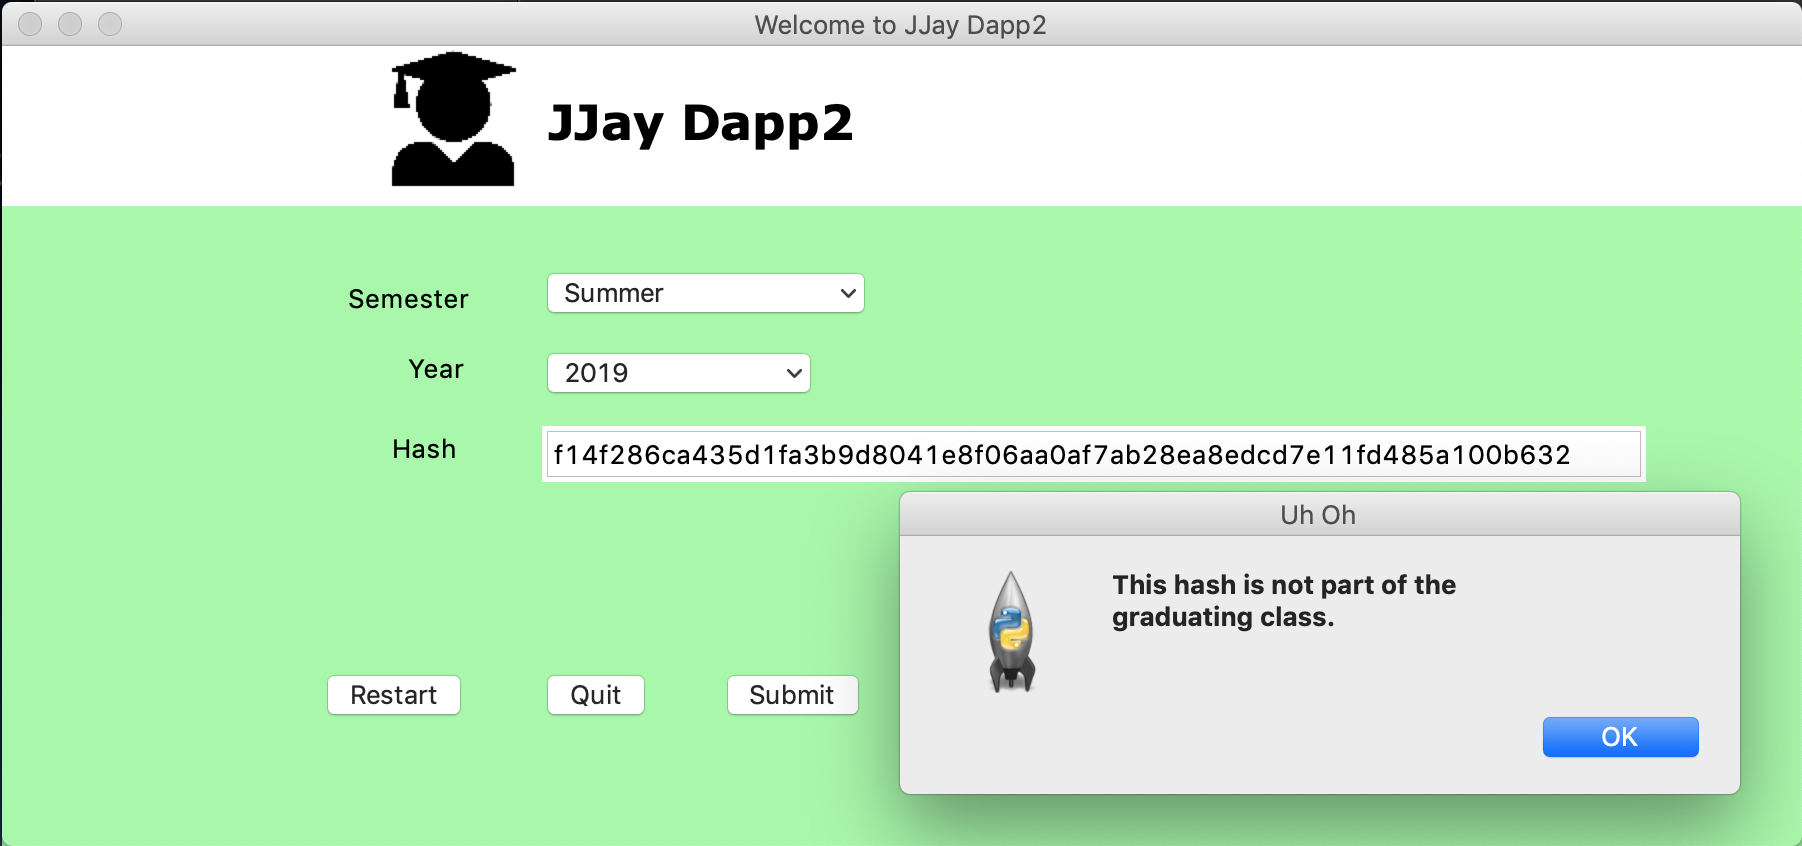 Welcome to JJay Dapp2
JJay Dapp2
Semester
Summer
Year
2019
Hash
f14f286ca435d1fa3b9d8041e8f06aa0af7ab28ea8edcd7e11fd485a100b632
Uh Oh
This hash is not part of the
graduating class.
Restart
Quit
Submit
OK